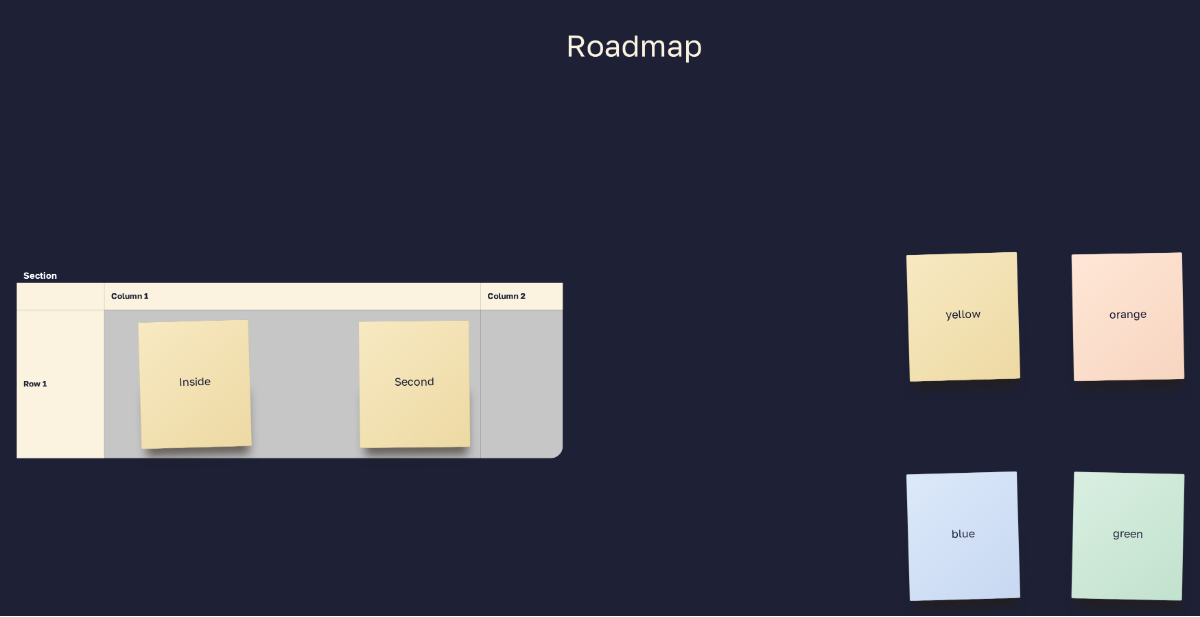 Roadmap
Section
Column 1
Column 2
Row 1
Inside
Second
yellow
orange
blue
green